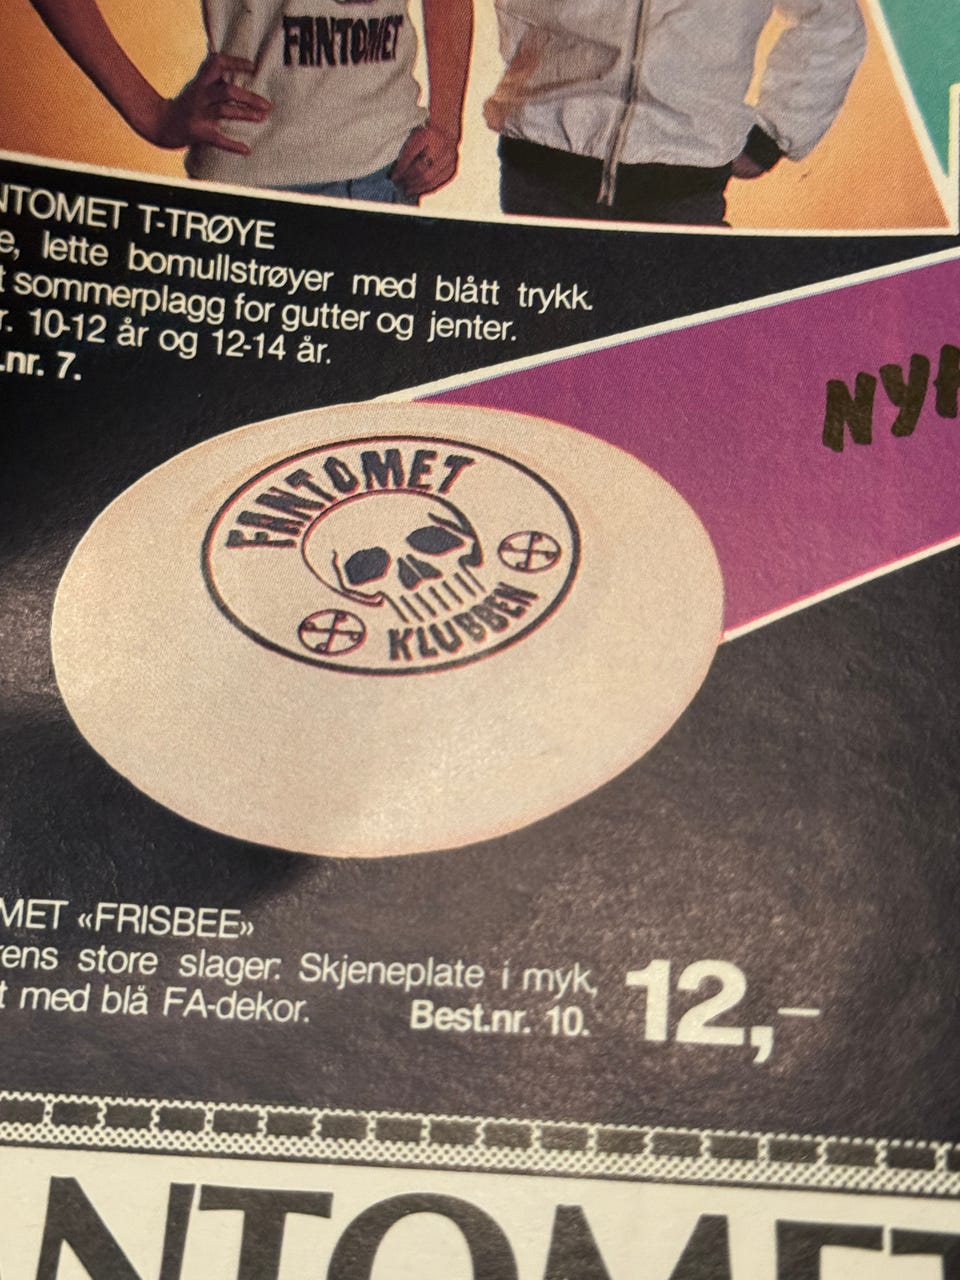 FANTOMET
NTOMET T-TRØYE
e, lette bomullstrøyer med blått trykk.
t sommerplagg for gutter og jenter.
r. 10-12 år og 12-14 år.
.nr. 7.
NYH
FANTOMET
KLUBBEN
MET «FRISBEE»
rens store slager. Skjeneplate i myk,
t med blå FA-dekor. Best.nr. 10.
12,–
NTOMET